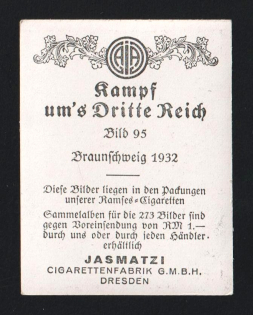 AIA
Kampf
um's Dritte Reich
Bild 95
Braunschweig 1932
Diese Bilder liegen in den Packungen
unserer Ramses-Cigaretten
Sammelalben für die 273 Bilder sind
gegen Voreinsendung von RM 1.—
durch uns oder durch jeden Händler
erhältlich
JASMATZI
CIGARETTENFABRIK G.M.B.H.
DRESDEN